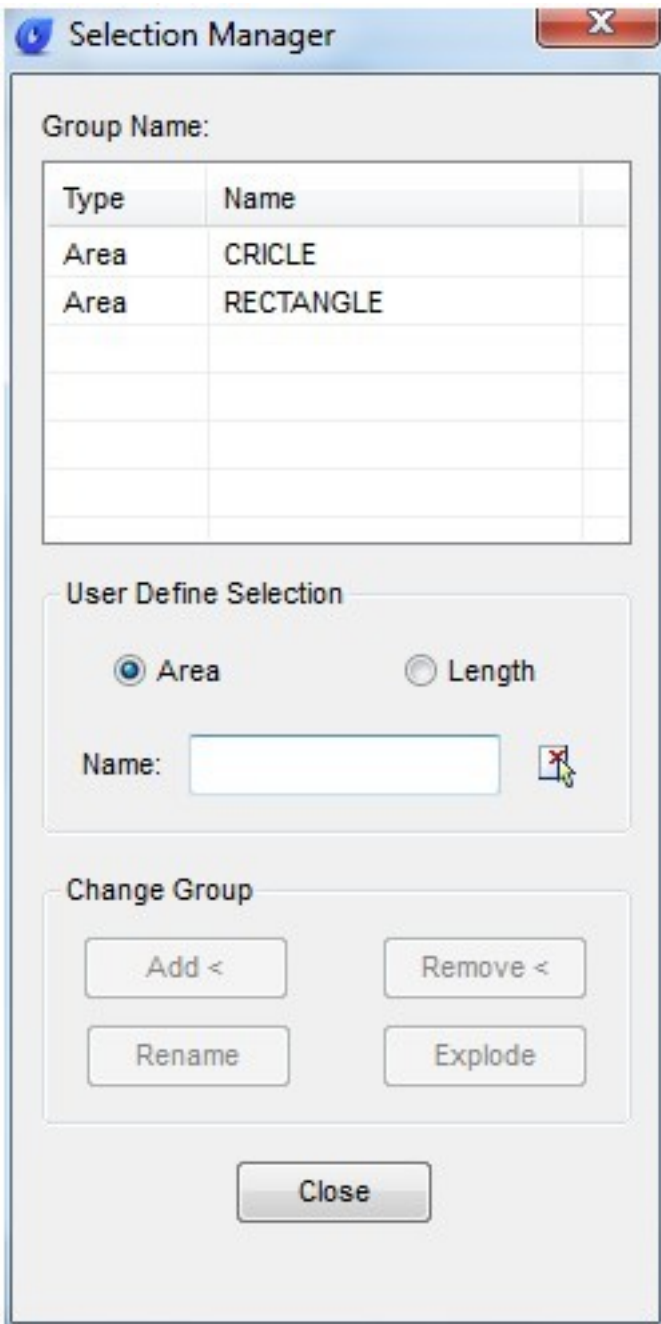 Selection Manager
Group Name:
Type Name
Area CRICLE
Area RECTANGLE
User Define Selection
Area Length
Name:
Change Group
Add < Remove <
Rename Explode
Close